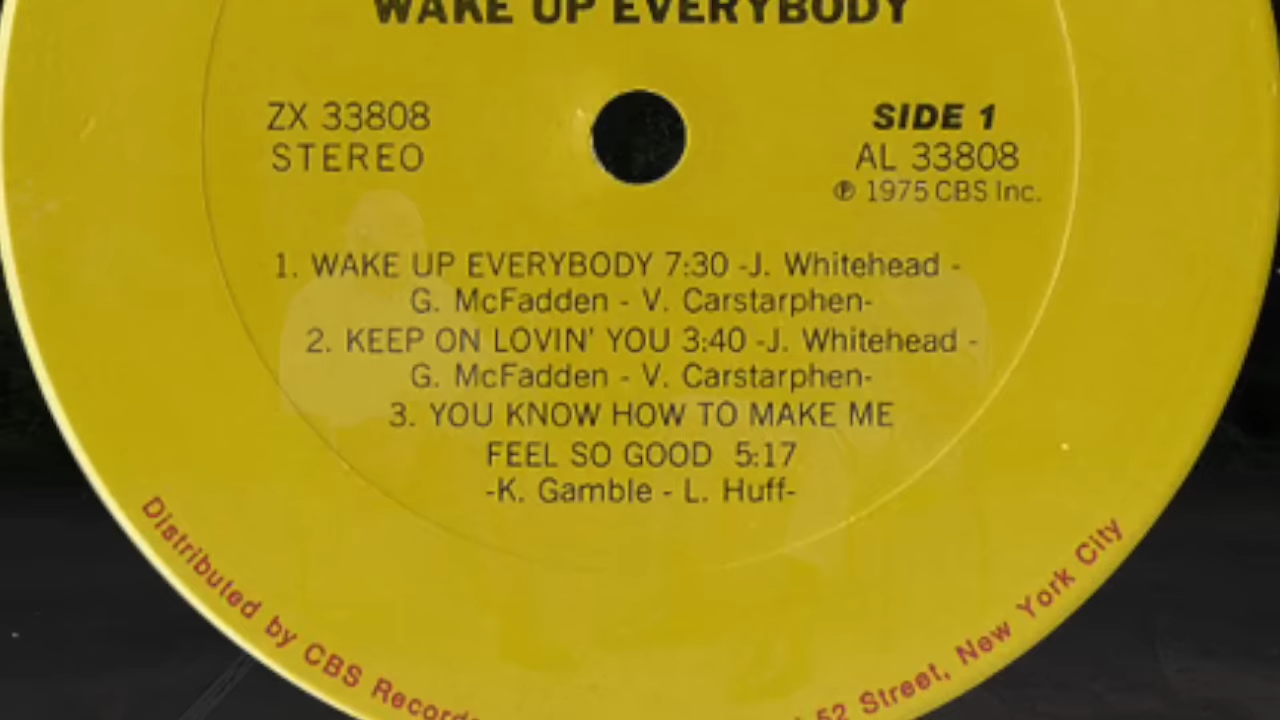 WAKE UP EVERYBODY
ZX 33808
STEREO
SIDE 1
AL 33808
℗ 1975 CBS Inc.
1. WAKE UP EVERYBODY 7:30 -J. Whitehead -
G. McFadden - V. Carstarphen-
2. KEEP ON LOVIN' YOU 3:40 -J. Whitehead -
G. McFadden - V. Carstarphen-
3. YOU KNOW HOW TO MAKE ME
FEEL SO GOOD 5:17
-K. Gamble - L. Huff-
Distributed by CBS Records
52 Street, New York City